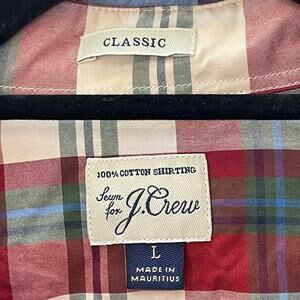 CLASSIC
100% COTTON SHIRTING
Sewn
for J.Crew
L
MADE IN
MAURITIUS